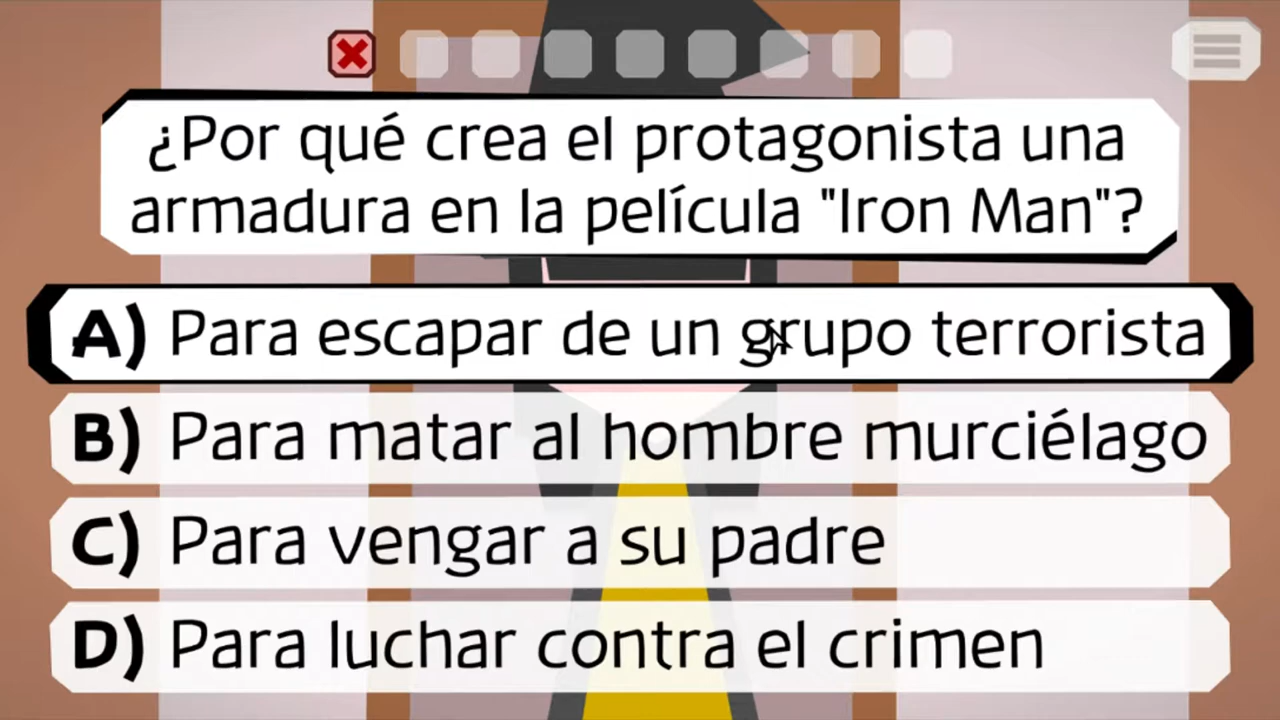 ¿Por qué crea el protagonista una
armadura en la película "Iron Man"?
A) Para escapar de un grupo terrorista
B) Para matar al hombre murciélago
C) Para vengar a su padre
D) Para luchar contra el crimen